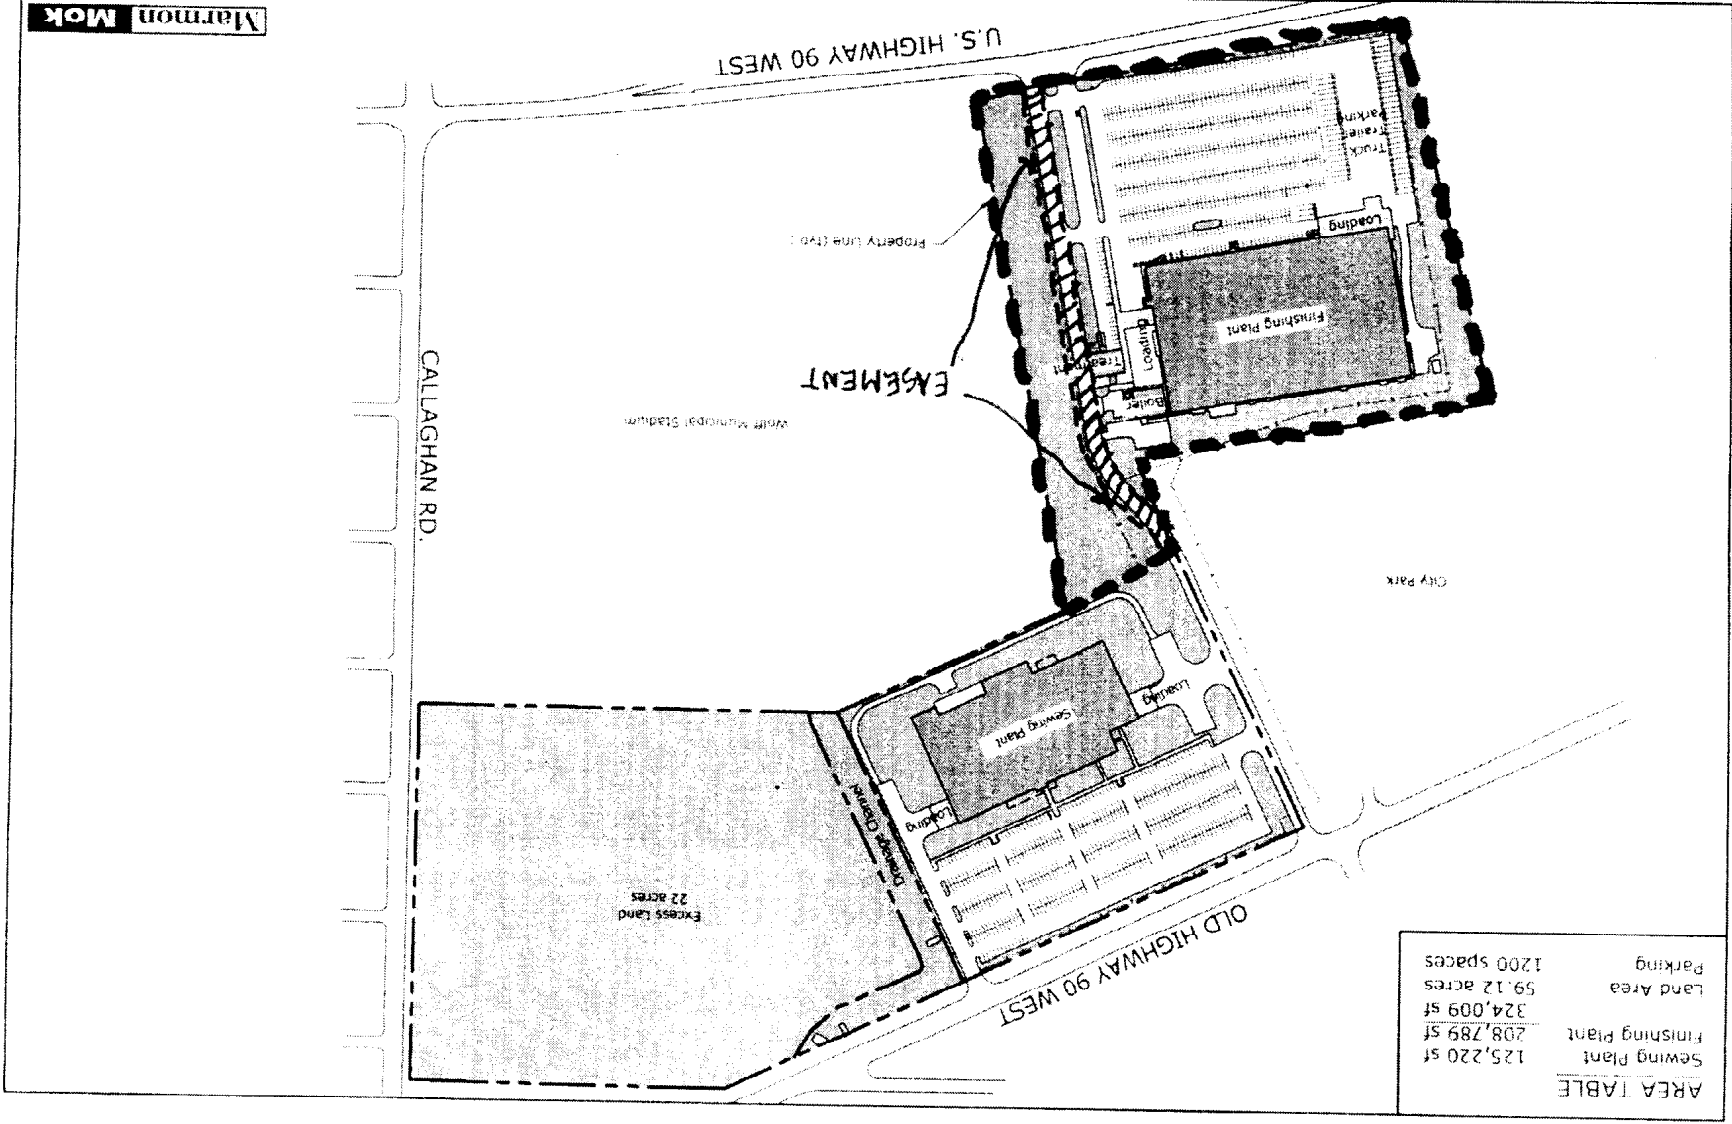 AREA TABLE
Sewing Plant 125,220 sf
Finishing Plant 208,789 sf
324,009 sf
Land Area 59.12 acres
Parking 1200 spaces
OLD HIGHWAY 90 WEST
Excess Land
22 acres
Drainage Channel
Loading
Sewing Plant
Loading
City Park
CALLAGHAN RD.
Wolff Municipal Stadium
EASEMENT
Boiler
Treatment
Loading
Finishing Plant
Property Line (typ.)
Loading
Truck
Trailer
Parking
U.S. HIGHWAY 90 WEST
Marmon Mok